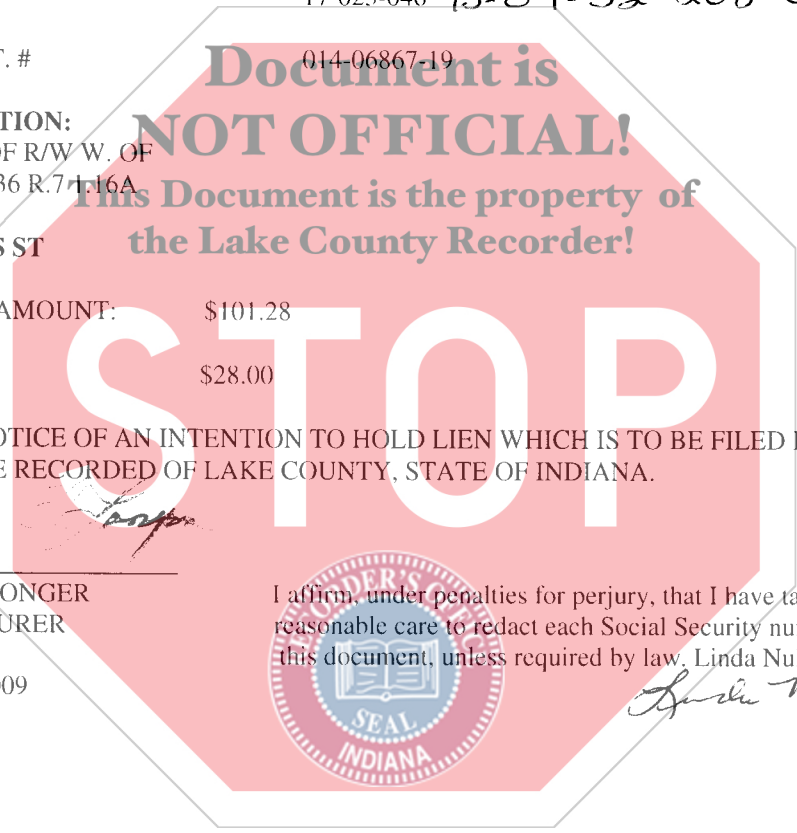 T. #
014-06867-19
Document is
TION:
NOT OFFICIAL!
OF R/W W. OF
36 R.7 1.16A
This Document is the property of
the Lake County Recorder!
S ST
AMOUNT: $101.28
$28.00
STOP
OTICE OF AN INTENTION TO HOLD LIEN WHICH IS TO BE FILED
E RECORDED OF LAKE COUNTY, STATE OF INDIANA.
ONGER
URER
09
I affirm, under penalties for perjury, that I have ta
reasonable care to redact each Social Security nu
this document, unless required by law. Linda Nu
RECORDER'S OFFICE
SEAL
INDIANA